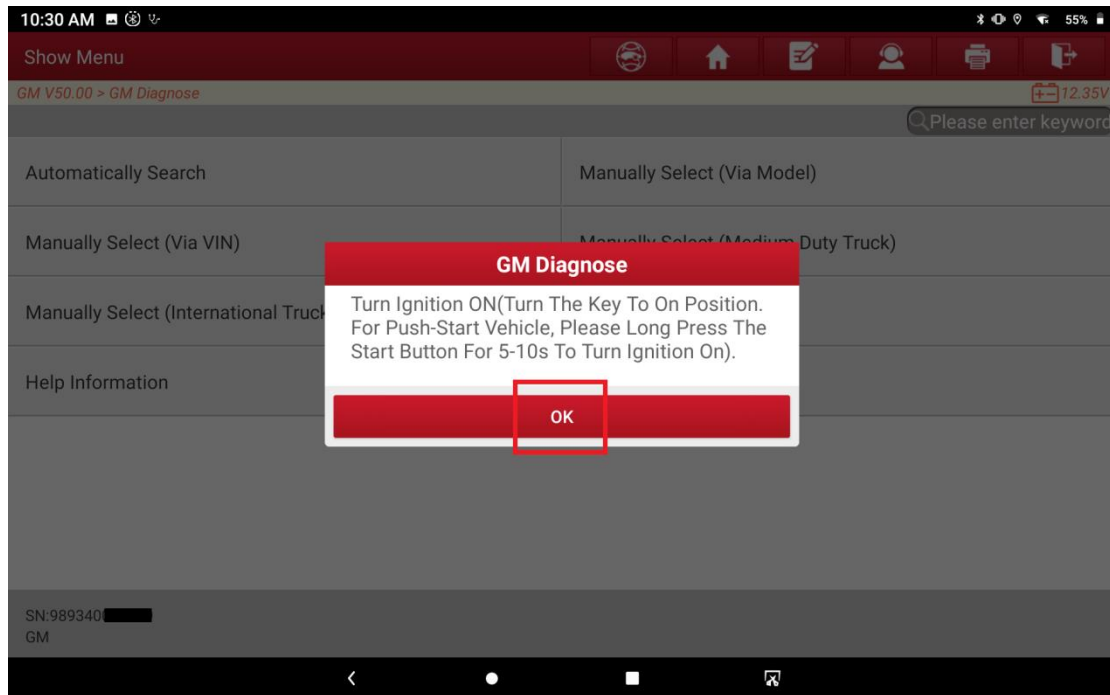 10:30 AM
55%
Show Menu
GM V50.00 > GM Diagnose
12.35V
Please enter keyword
Automatically Search
Manually Select (Via Model)
Manually Select (Via VIN)
Manually Select (Medium Duty Truck)
GM Diagnose
Manually Select (International Truck
Turn Ignition ON(Turn The Key To On Position.
For Push-Start Vehicle, Please Long Press The
Start Button For 5-10s To Turn Ignition On).
Help Information
OK
SN:989340
GM